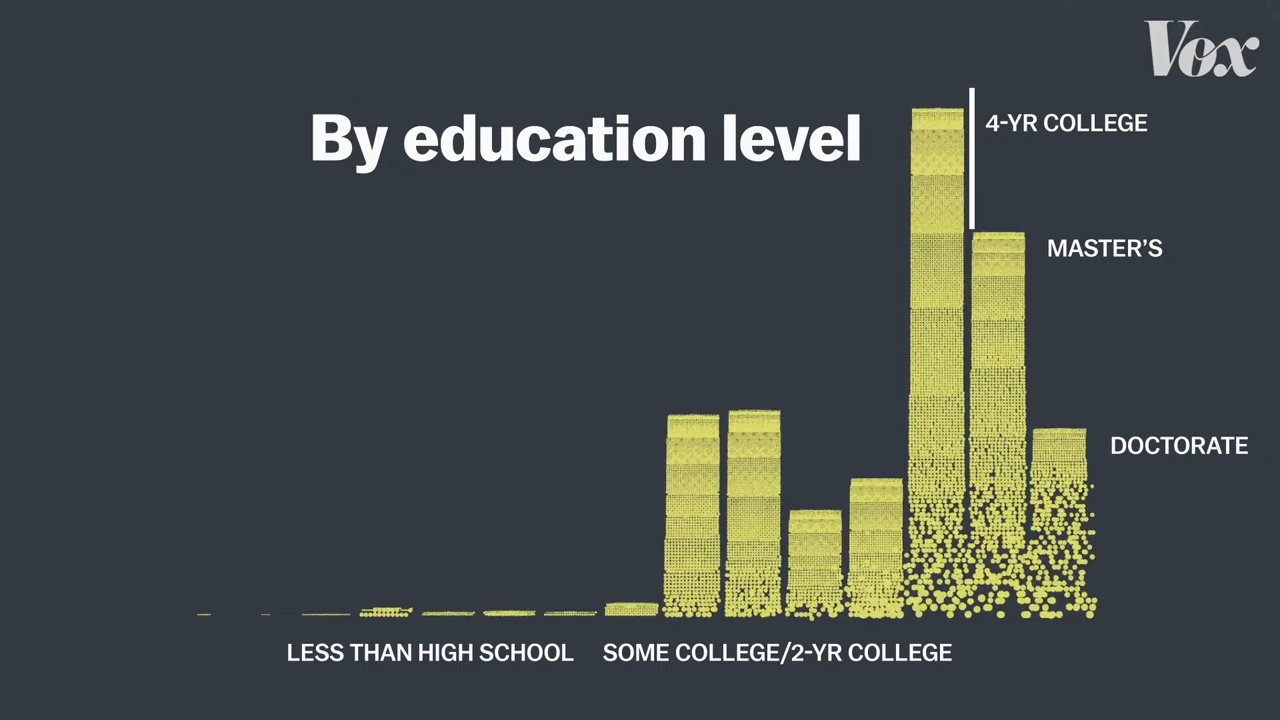 Vox
By education level
4-YR COLLEGE
MASTER'S
DOCTORATE
LESS THAN HIGH SCHOOL
SOME COLLEGE/2-YR COLLEGE